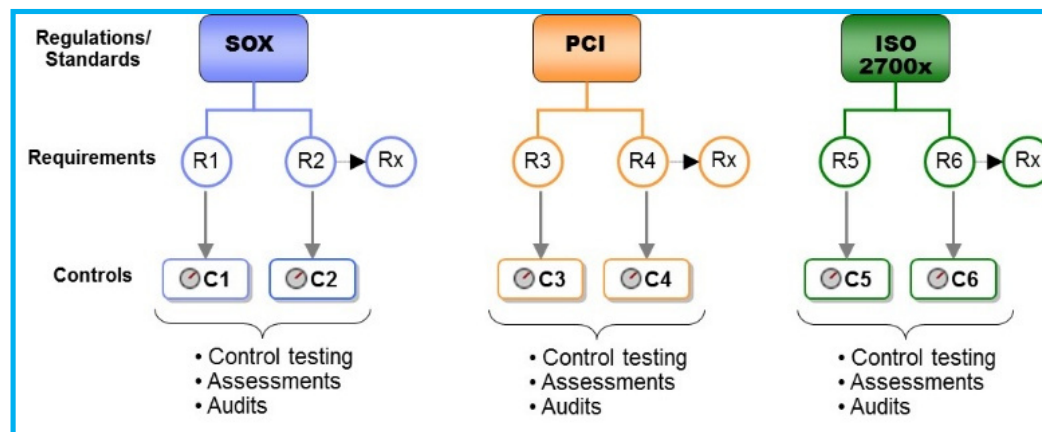 Regulations/
Standards
SOX
PCI
ISO
2700x
Requirements
R1
R2
Rx
R3
R4
Rx
R5
R6
Rx
Controls
C1
C2
C3
C4
C5
C6
• Control testing
• Assessments
• Audits
• Control testing
• Assessments
• Audits
• Control testing
• Assessments
• Audits